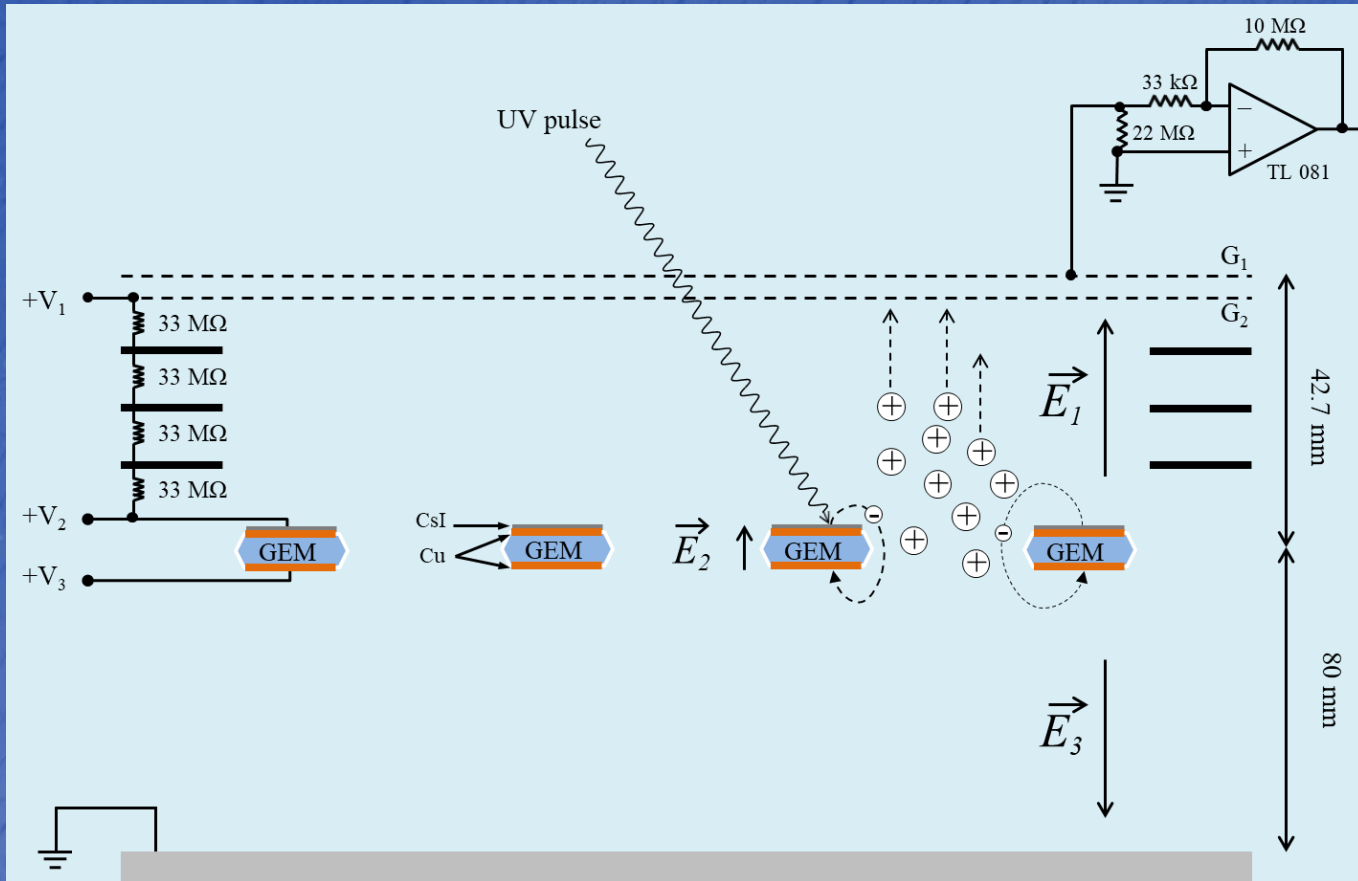 10 MΩ
33 kΩ
UV pulse
−
22 MΩ
+
TL 081
G₁
+V₁
G₂
33 MΩ
33 MΩ
E₁
42.7 mm
33 MΩ
33 MΩ
+ + + + + + + + + +
+V₂
CsI
E₂
- -
GEM GEM GEM GEM
Cu
+V₃
E₃
80 mm